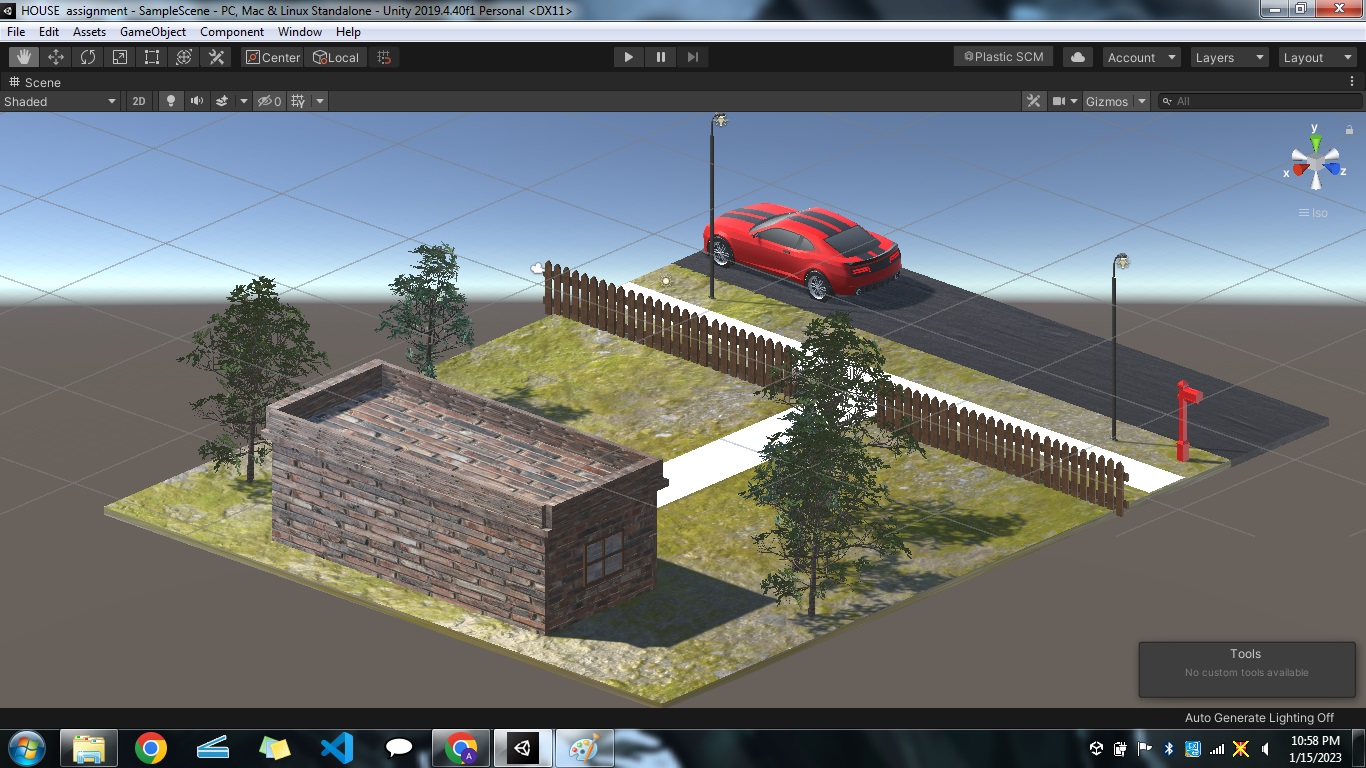 HOUSE assignment - SampleScene - PC, Mac & Linux Standalone - Unity 2019.4.40f1 Personal <DX11>
File Edit Assets GameObject Component Window Help
Center Local Plastic SCM Account Layers Layout
Scene
Shaded 2D 0 Gizmos All
y
x z
Iso
Tools
No custom tools available
Auto Generate Lighting Off
A
10:58 PM
1/15/2023